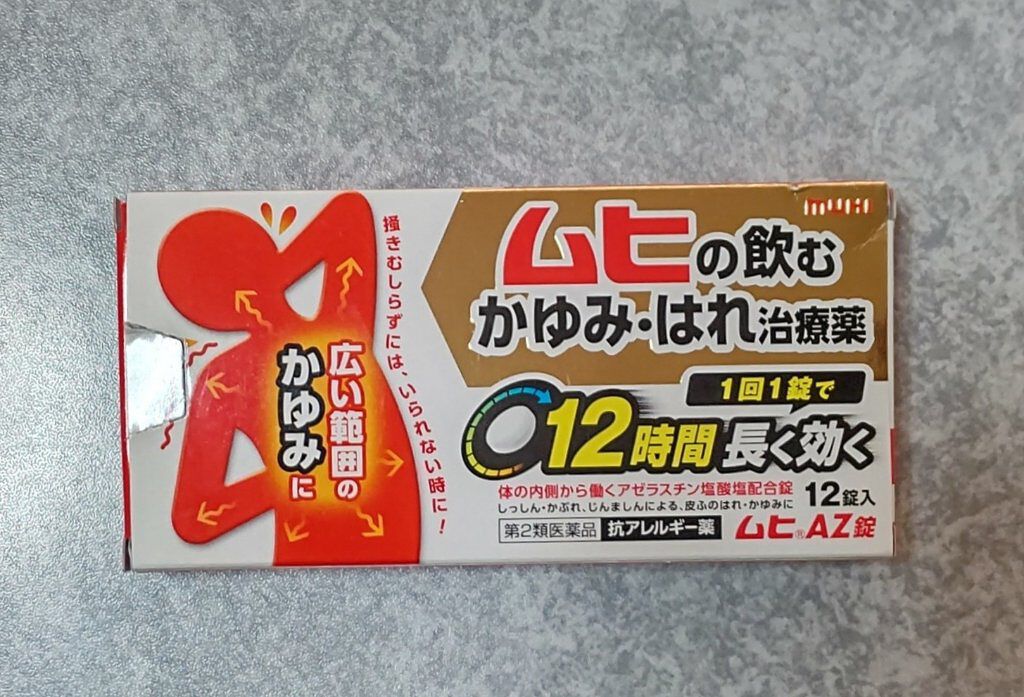 muhi
ムヒの飲む
かゆみ・はれ治療薬
掻きむしらずには、いられない時に!
広い範囲の
かゆみに
1回1錠で
12時間長く効く
体の内側から働くアゼラスチン塩酸塩配合錠
しっしん・かぶれ、じんましんによる、皮ふのはれ・かゆみに
12錠入
第2類医薬品 抗アレルギー薬
ムヒ®AZ錠